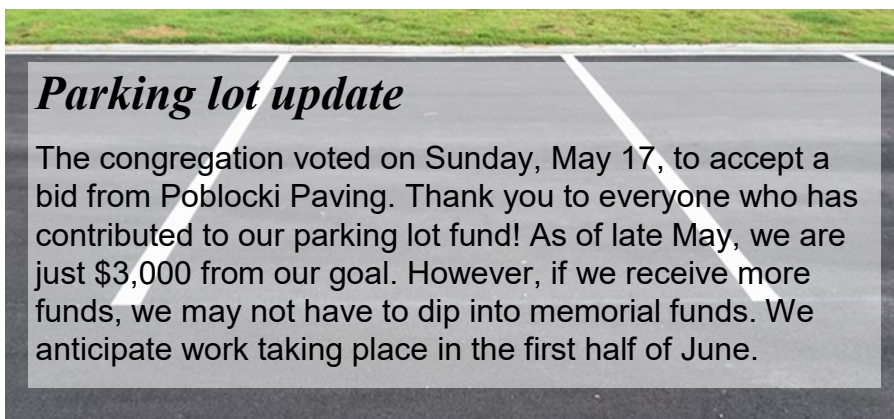 Parking lot update
The congregation voted on Sunday, May 17, to accept a
bid from Poblocki Paving. Thank you to everyone who has
contributed to our parking lot fund! As of late May, we are
just $3,000 from our goal. However, if we receive more
funds, we may not have to dip into memorial funds. We
anticipate work taking place in the first half of June.